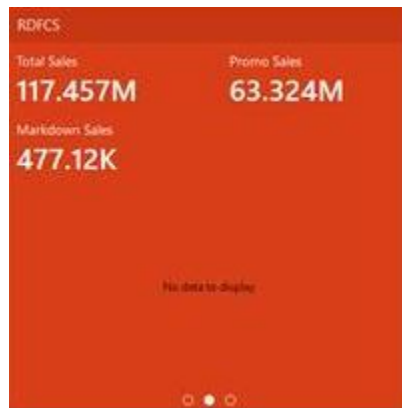 RDFCS
Total Sales
Promo Sales
117.457M
63.324M
Markdown Sales
477.12K
No data to display